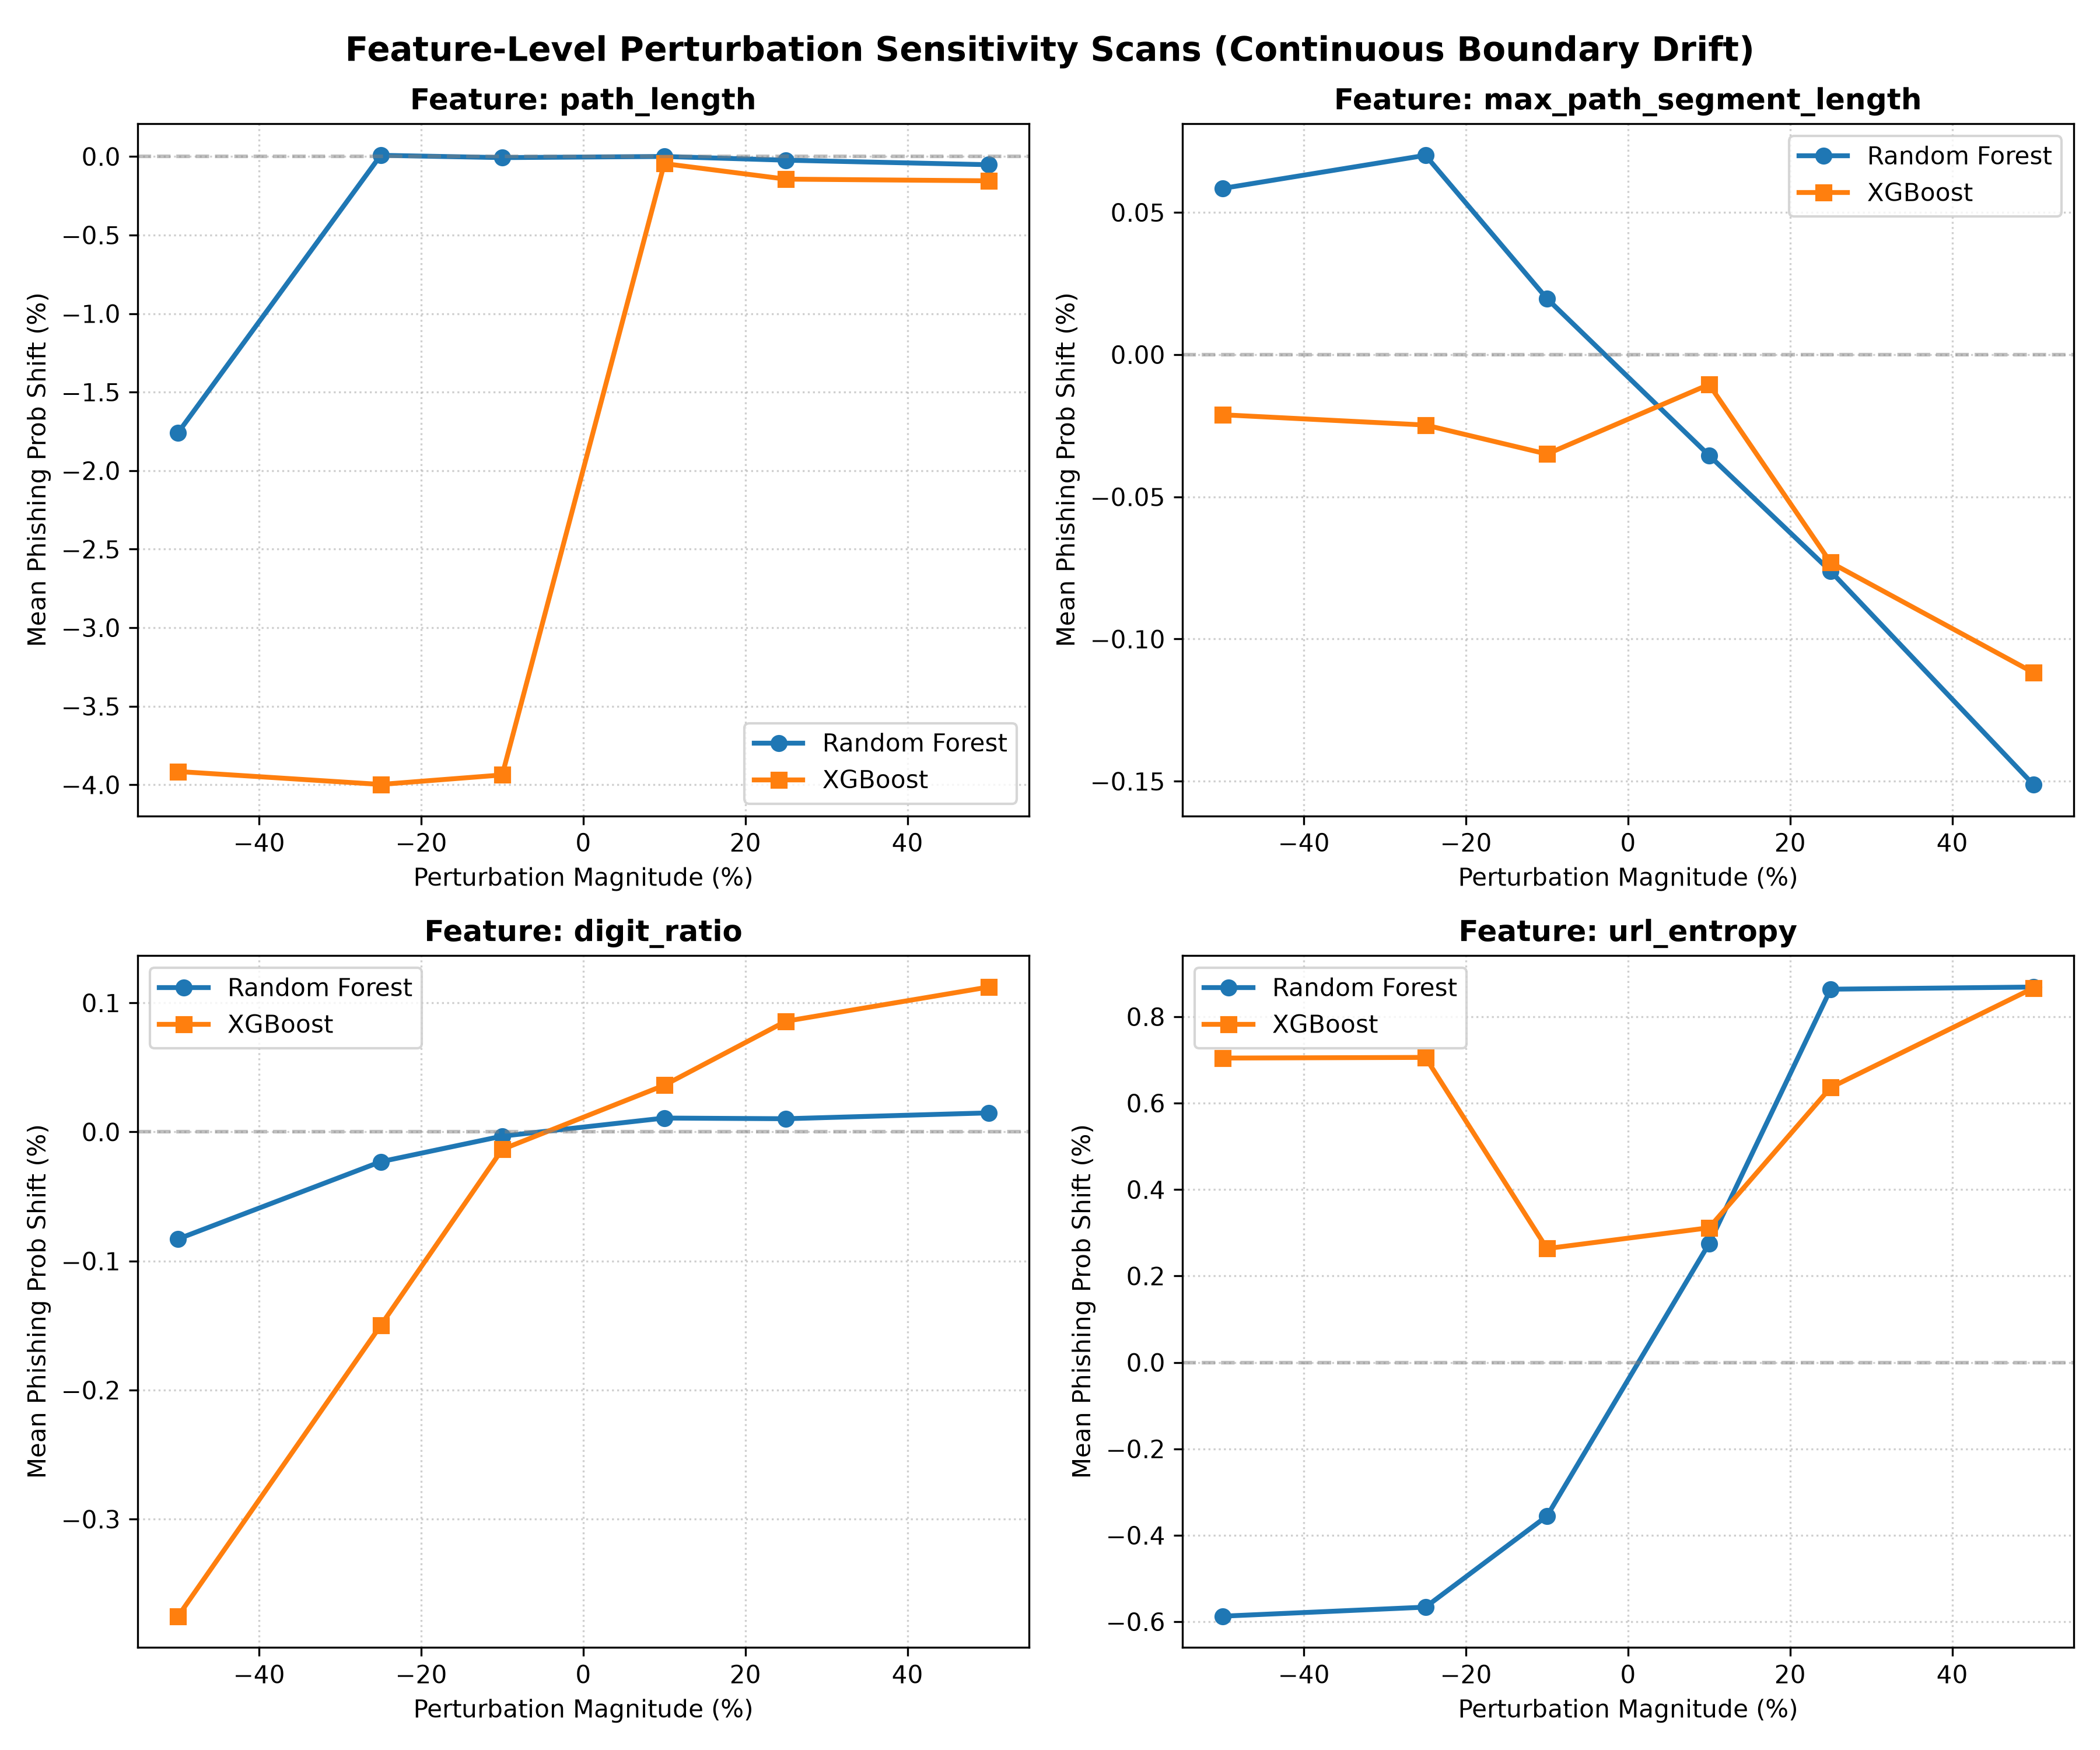 Feature-Level Perturbation Sensitivity Scans (Continuous Boundary Drift)
Feature: path_length
0.0
−0.5
−1.0
−1.5
−2.0
−2.5
−3.0
−3.5
−4.0
Mean Phishing Prob Shift (%)
Random Forest
XGBoost
−40
−20
0
20
40
Perturbation Magnitude (%)
Feature: max_path_segment_length
0.05
0.00
−0.05
−0.10
−0.15
Mean Phishing Prob Shift (%)
Random Forest
XGBoost
−40
−20
0
20
40
Perturbation Magnitude (%)
Feature: digit_ratio
0.1
0.0
−0.1
−0.2
−0.3
Mean Phishing Prob Shift (%)
Random Forest
XGBoost
−40
−20
0
20
40
Perturbation Magnitude (%)
Feature: url_entropy
0.8
0.6
0.4
0.2
0.0
−0.2
−0.4
−0.6
Mean Phishing Prob Shift (%)
Random Forest
XGBoost
−40
−20
0
20
40
Perturbation Magnitude (%)